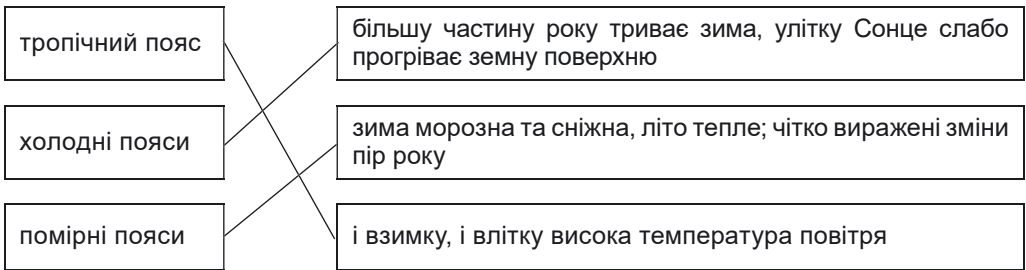 тропічний пояс
більшу частину року триває зима, улітку Сонце слабо
прогріває земну поверхню
холодні пояси
зима морозна та сніжна, літо тепле; чітко виражені зміни
пір року
помірні пояси
і взимку, і влітку висока температура повітря